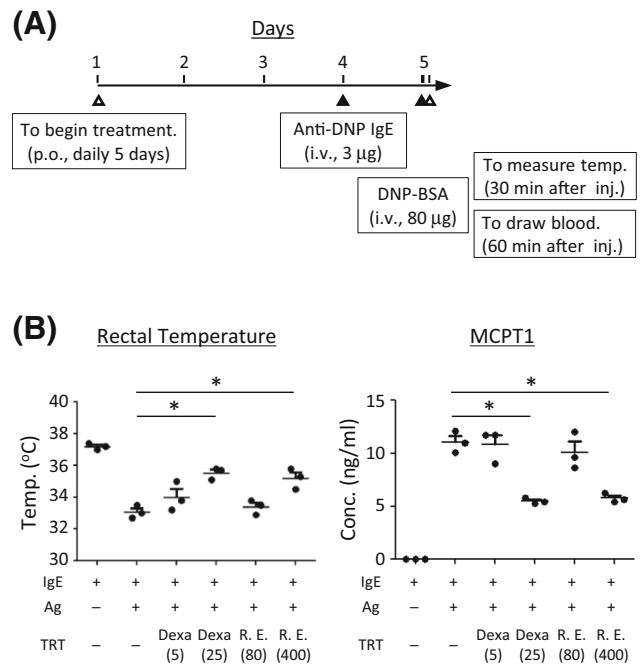 (A)
Days
1 2 3 4 5
To begin treatment.
(p.o., daily 5 days)
Anti-DNP IgE
(i.v., 3 μg)
DNP-BSA
(i.v., 80 μg)
To measure temp.
(30 min after inj.)
To draw blood.
(60 min after inj.)
(B)
Rectal Temperature
Temp. (°C)
40
38
36
34
32
30
*
*
IgE + + + + + +
Ag – + + + + +
TRT – – Dexa Dexa R. E. R. E.
(5) (25) (80) (400)
MCPT1
Conc. (ng/ml)
15
10
5
0
*
*
+ + + + + +
– + + + + +
– – Dexa Dexa R. E. R. E.
(5) (25) (80) (400)